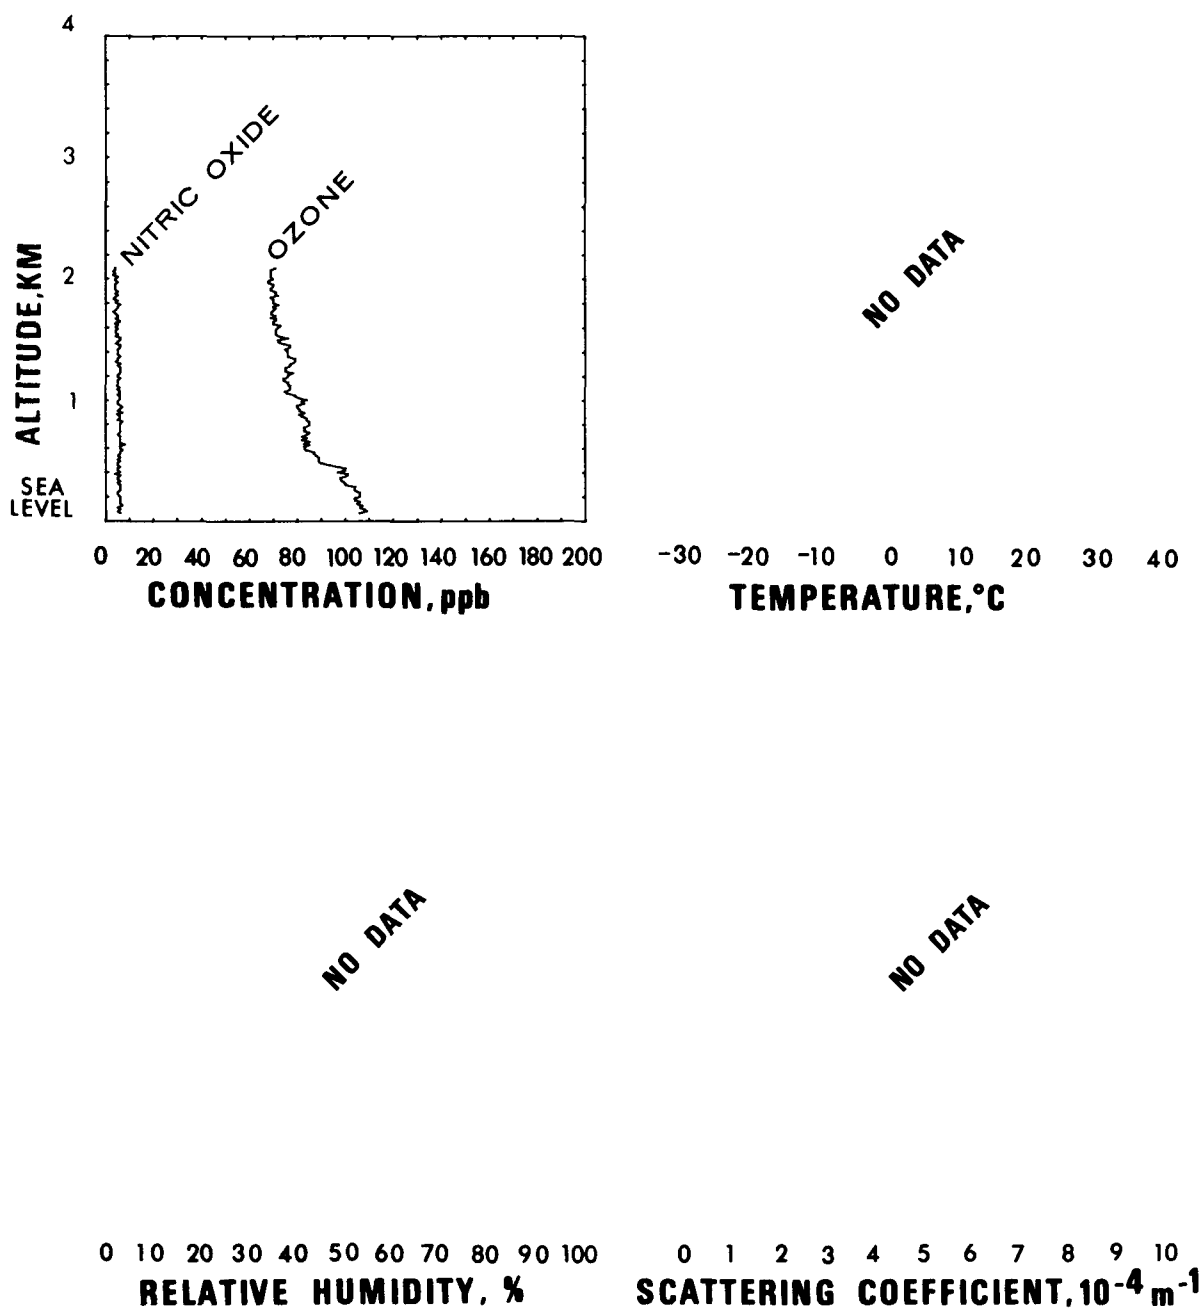 4
3
2
1
SEA
LEVEL
ALTITUDE, KM
NITRIC OXIDE
OZONE
0 20 40 60 80 100 120 140 160 180 200
CONCENTRATION, ppb
NO DATA
-30 -20 -10 0 10 20 30 40
TEMPERATURE, °C
NO DATA
0 10 20 30 40 50 60 70 80 90 100
RELATIVE HUMIDITY, %
NO DATA
0 1 2 3 4 5 6 7 8 9 10
SCATTERING COEFFICIENT, 10⁻⁴ m⁻¹